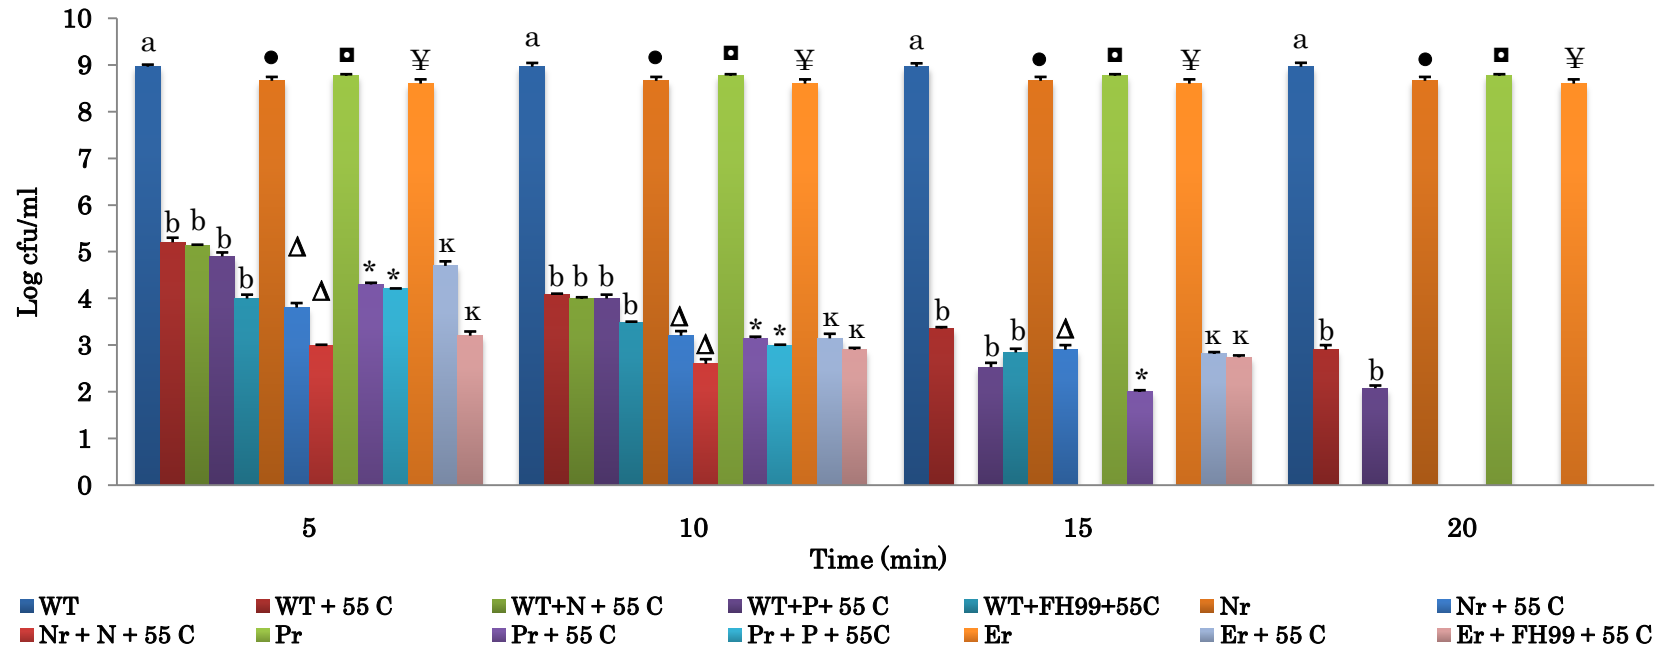 10
a a a a
● ◘ ¥ ● ◘ ¥ ● ◘ ¥ ● ◘ ¥
9
8
7
6
b b b b Δ Δ * * κ κ
5
b b b b Δ Δ * * κ κ
4
b b b Δ * κ κ
3
b b
2
1
0
Log cfu/ml
5 10 15 20
Time (min)
WT WT + 55 C WT+N + 55 C WT+P+ 55 C WT+FH99+55C Nr Nr + 55 C
Nr + N + 55 C Pr Pr + 55 C Pr + P + 55C Er Er + 55 C Er + FH99 + 55 C